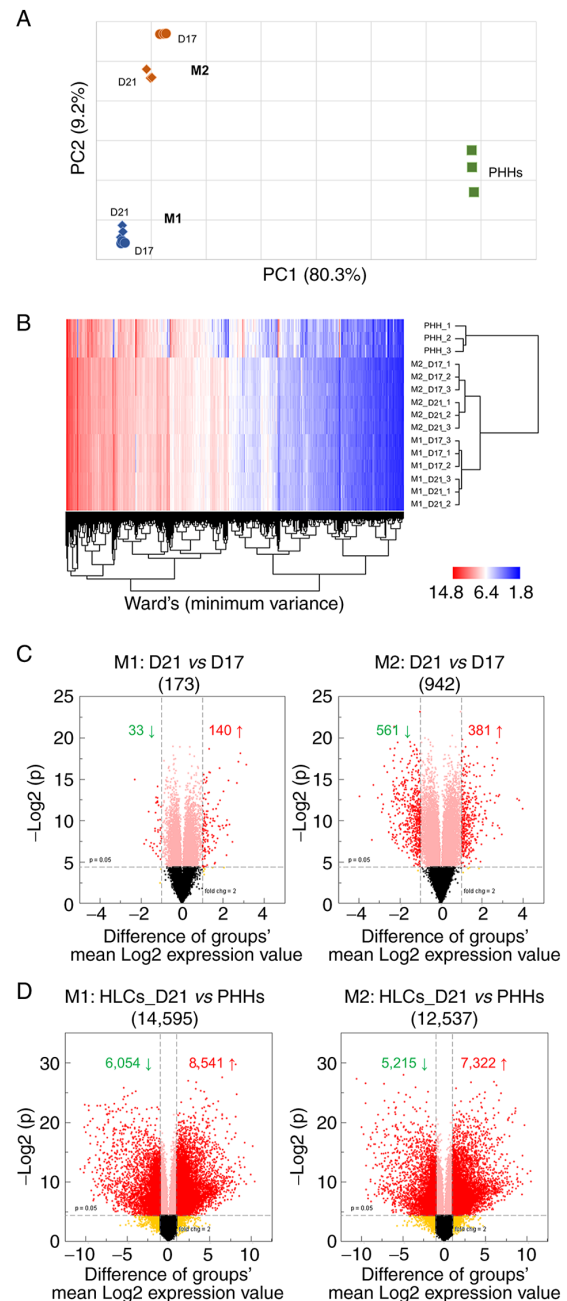 A
D17
D21
M2
PHHs
D21
M1
D17
PC2 (9.2%)
PC1 (80.3%)
B
PHH_1
PHH_2
PHH_3
M2_D17_1
M2_D17_2
M2_D17_3
M2_D21_1
M2_D21_2
M2_D21_3
M1_D17_3
M1_D17_1
M1_D17_2
M1_D21_3
M1_D21_1
M1_D21_2
Ward's (minimum variance)
14.8 6.4 1.8
C
M1: D21 vs D17
(173)
25
20
15
10
5
0
33 ↓
140 ↑
p = 0.05
fold chg = 2
−Log2 (p)
−4 −2 0 2 4
Difference of groups'
mean Log2 expression value
M2: D21 vs D17
(942)
25
20
15
10
5
0
561 ↓
381 ↑
p = 0.05
fold chg = 2
−Log2 (p)
−4 −2 0 2 4
Difference of groups'
mean Log2 expression value
D
M1: HLCs_D21 vs PHHs
(14,595)
30
20
10
0
6,054 ↓
8,541 ↑
p = 0.05
fold chg = 2
−Log2 (p)
−10 −5 0 5 10
Difference of groups'
mean Log2 expression value
M2: HLCs_D21 vs PHHs
(12,537)
30
20
10
0
5,215 ↓
7,322 ↑
p = 0.05
fold chg = 2
−Log2 (p)
−10 −5 0 5 10
Difference of groups'
mean Log2 expression value